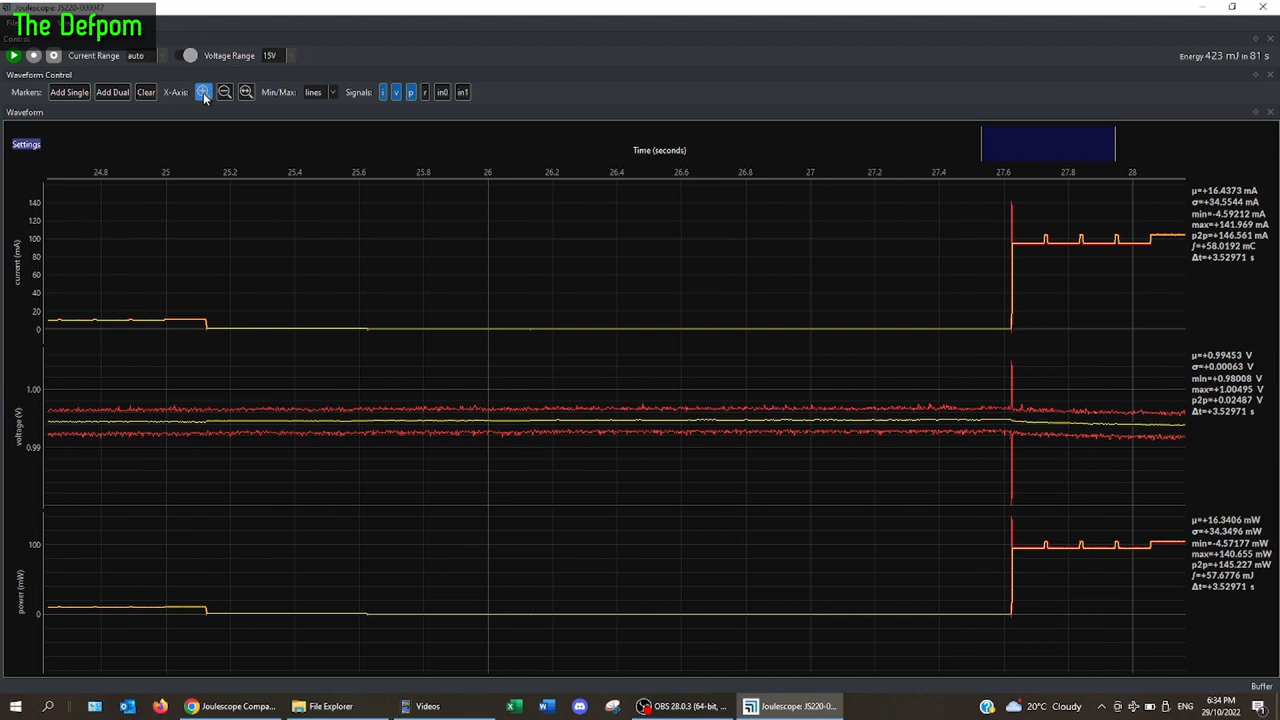 Joulescope: JS220-000047
The Defpom
Control
Current Range auto Voltage Range 15V Energy 423 mJ in 81 s
Waveform Control
Markers: Add Single Add Dual Clear X-Axis: Min/Max: lines Signals: i v p r in0 in1
Waveform
Settings
Time (seconds)
24.8 25 25.2 25.4 25.6 26 26.2 26.4 26.6 26.8 27 27.2 27.4 27.6 27.8 28
current (mA)
140
120
100
80
60
40
20
0
μ=+16.4373 mA
σ=+34.5544 mA
min=-4.59212 mA
max=+141.969 mA
p2p=+146.561 mA
∫=+58.0192 mC
Δt=+3.52971 s
voltage (V)
1.00
0.99
μ=+0.99453 V
σ=+0.00063 V
min=+0.98008 V
max=+1.00495 V
p2p=+0.02487 V
Δt=+3.52971 s
power (mW)
100
0
μ=+16.3406 mW
σ=+34.3496 mW
min=-4.57177 mW
max=+140.655 mW
p2p=+145.227 mW
∫=+57.6776 mJ
Δt=+3.52971 s
Buffer
Joulescope Compa... File Explorer Videos OBS 28.0.3 (64-bit, ... Joulescope: JS220-0... 20°C Cloudy 6:34 PM
29/10/2022